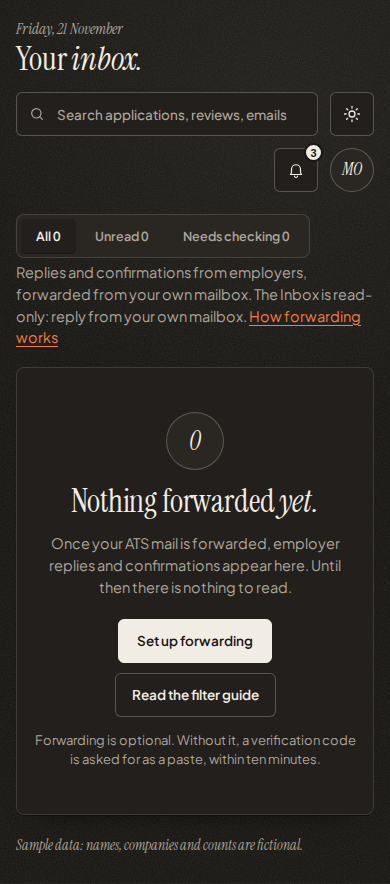 Friday, 21 November
Your inbox.
Search applications, reviews, emails
3
MO
All 0 Unread 0 Needs checking 0
Replies and confirmations from employers,
forwarded from your own mailbox. The Inbox is read-
only: reply from your own mailbox. How forwarding
works
0
Nothing forwarded yet.
Once your ATS mail is forwarded, employer
replies and confirmations appear here. Until
then there is nothing to read.
Set up forwarding
Read the filter guide
Forwarding is optional. Without it, a verification code
is asked for as a paste, within ten minutes.
Sample data: names, companies and counts are fictional.